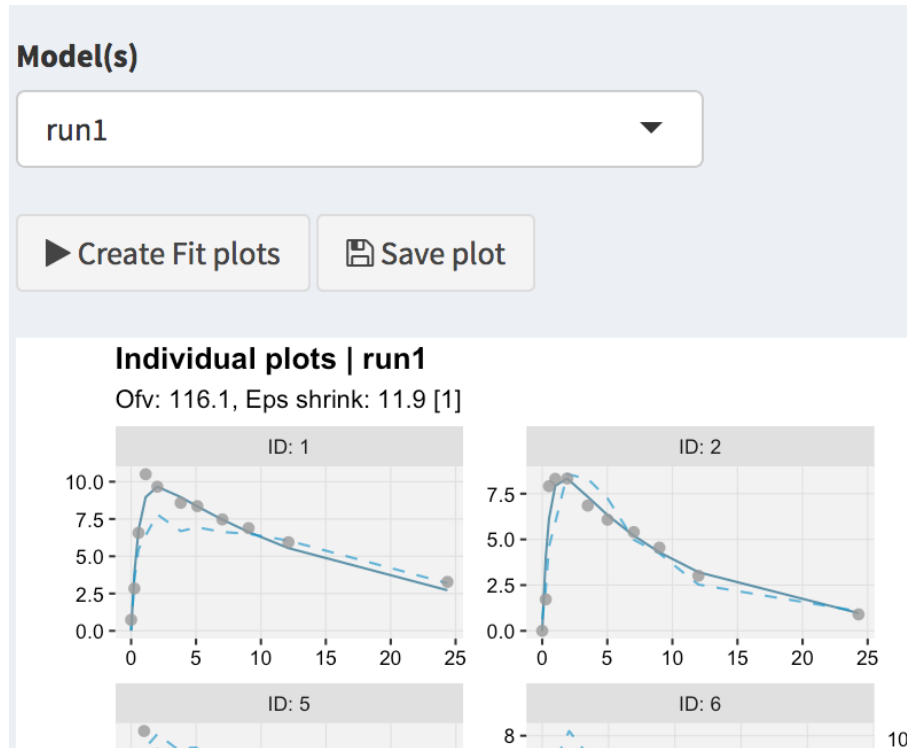 Model(s)
run1
Create Fit plots Save plot
Individual plots | run1
Ofv: 116.1, Eps shrink: 11.9 [1]
ID: 1 ID: 2
10.0
7.5
5.0
2.5
0.0
0 5 10 15 20 25
7.5
5.0
2.5
0.0
0 5 10 15 20 25
ID: 5 ID: 6
8
10